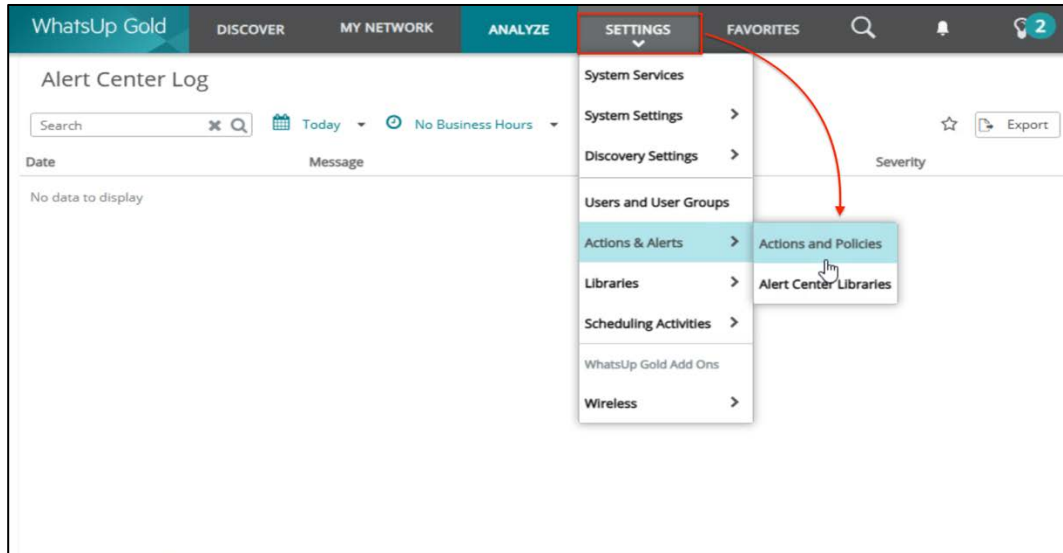 WhatsUp Gold DISCOVER MY NETWORK ANALYZE SETTINGS FAVORITES 2
Alert Center Log
Search Today No Business Hours Export
Date Message Severity
No data to display
System Services
System Settings
Discovery Settings
Users and User Groups
Actions & Alerts
Libraries
Scheduling Activities
WhatsUp Gold Add Ons
Wireless
Actions and Policies
Alert Center Libraries